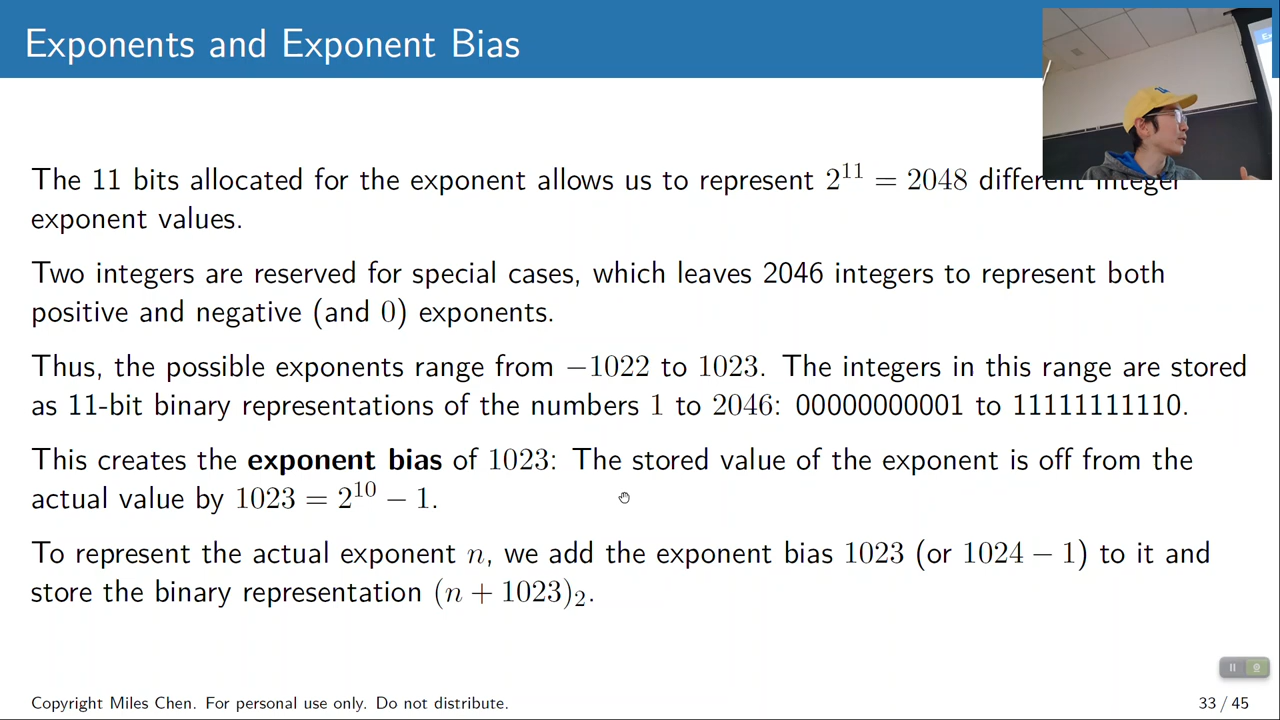 Exponents and Exponent Bias
The 11 bits allocated for the exponent allows us to represent 2^11 = 2048 different integer
exponent values.
Two integers are reserved for special cases, which leaves 2046 integers to represent both
positive and negative (and 0) exponents.
Thus, the possible exponents range from −1022 to 1023. The integers in this range are stored
as 11-bit binary representations of the numbers 1 to 2046: 00000000001 to 11111111110.
This creates the exponent bias of 1023: The stored value of the exponent is off from the
actual value by 1023 = 2^10 − 1.
To represent the actual exponent n, we add the exponent bias 1023 (or 1024 − 1) to it and
store the binary representation (n + 1023)₂.
Copyright Miles Chen. For personal use only. Do not distribute.
33 / 45